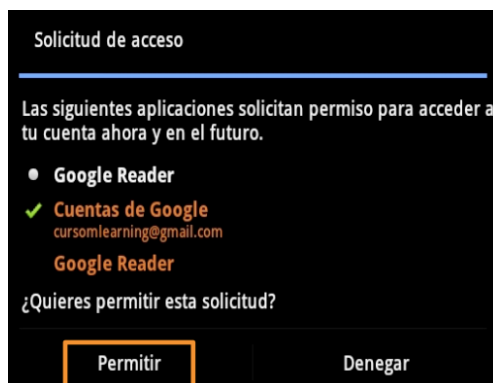 Solicitud de acceso
Las siguientes aplicaciones solicitan permiso para acceder a
tu cuenta ahora y en el futuro.
Google Reader
Cuentas de Google
cursomlearning@gmail.com
Google Reader
¿Quieres permitir esta solicitud?
Permitir
Denegar